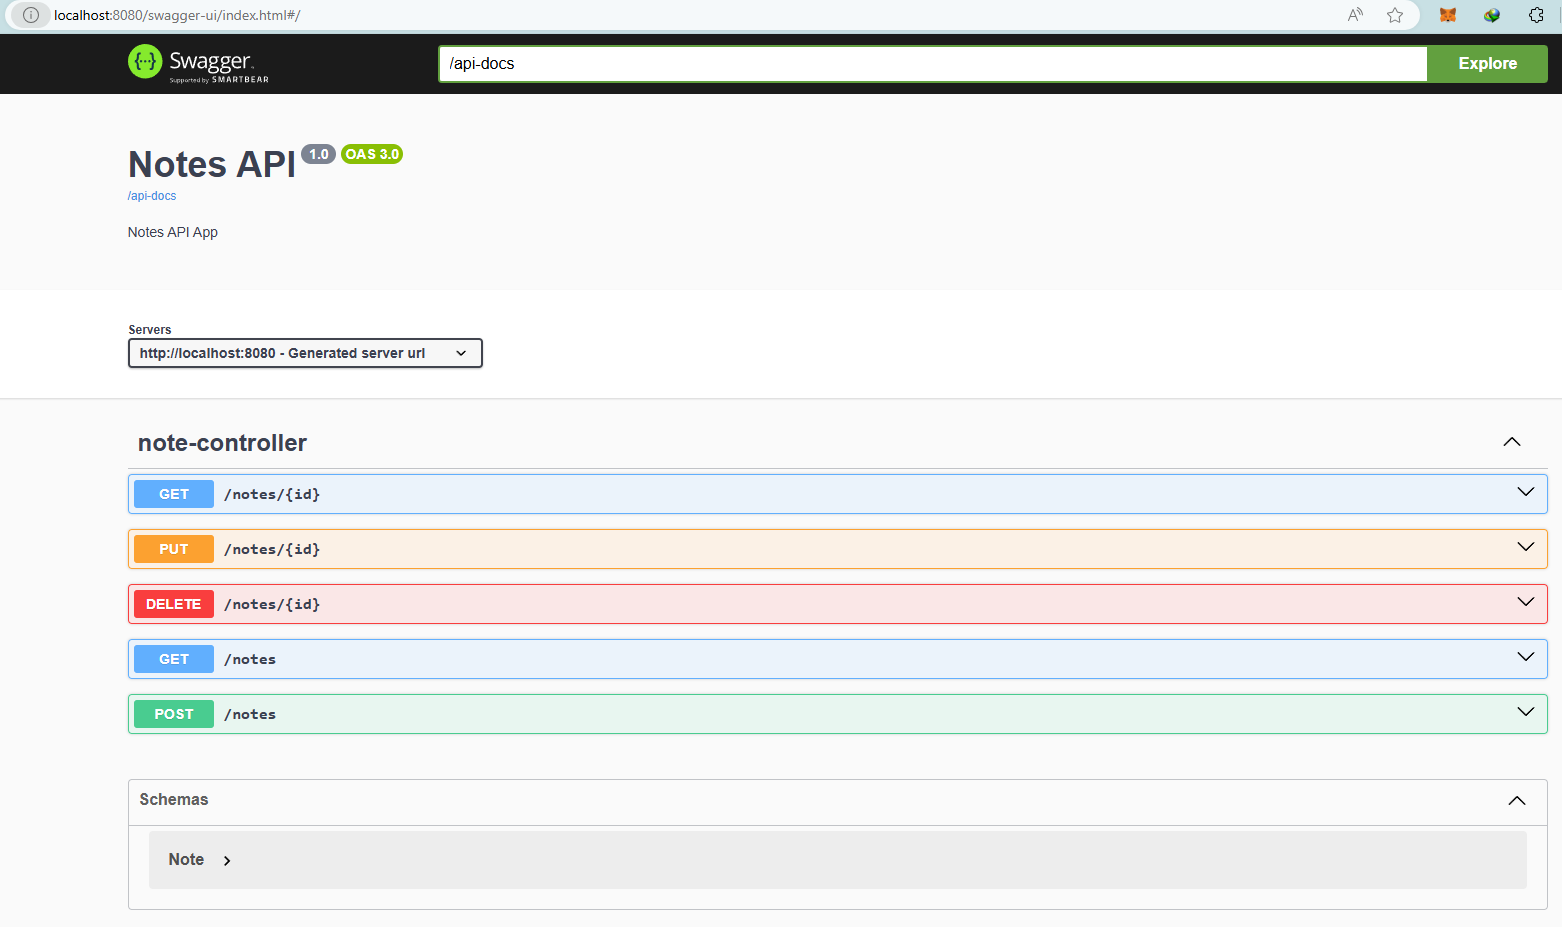 localhost:8080/swagger-ui/index.html#/
Swagger.
Supported by SMARTBEAR
/api-docs
Explore
Notes API 1.0 OAS 3.0
/api-docs
Notes API App
Servers
http://localhost:8080 - Generated server url
note-controller
GET /notes/{id}
PUT /notes/{id}
DELETE /notes/{id}
GET /notes
POST /notes
Schemas
Note